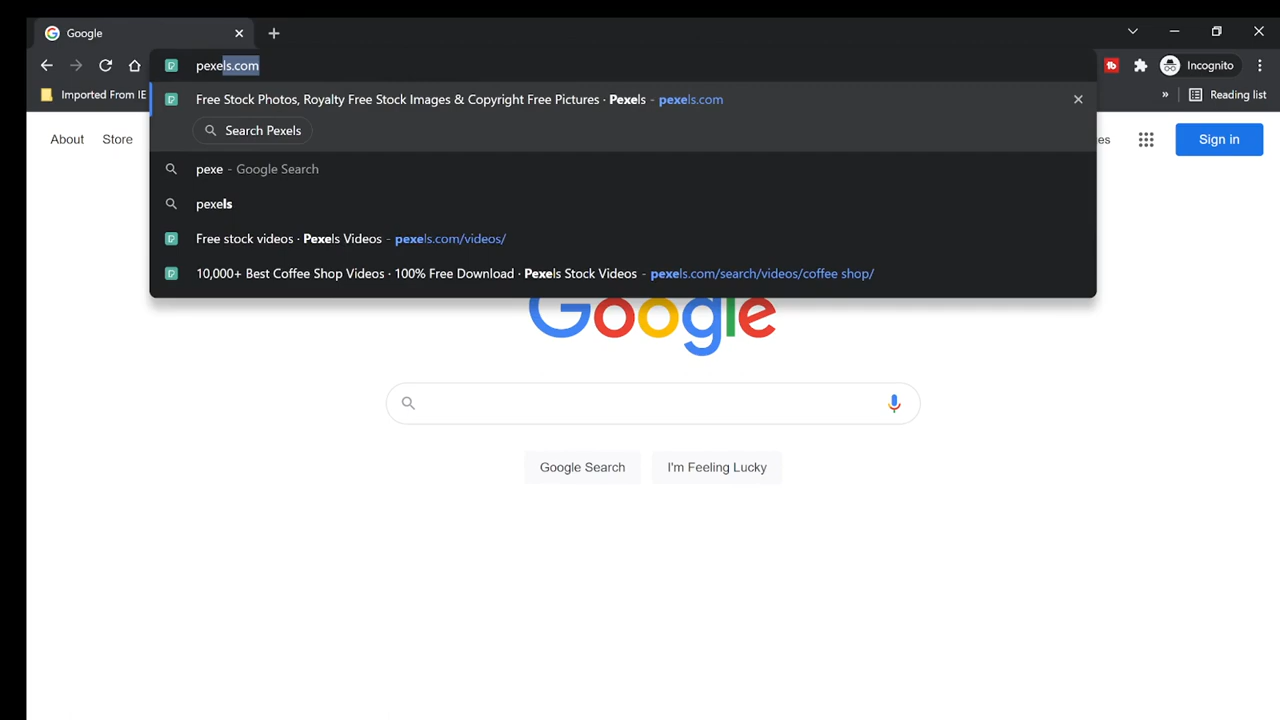 Google
pexels.com
Incognito
Imported From IE
Free Stock Photos, Royalty Free Stock Images & Copyright Free Pictures · Pexels - pexels.com
» Reading list
Search Pexels
About Store
es
Sign in
pexe - Google Search
pexels
Free stock videos · Pexels Videos - pexels.com/videos/
10,000+ Best Coffee Shop Videos · 100% Free Download · Pexels Stock Videos - pexels.com/search/videos/coffee shop/
Google
Google Search I'm Feeling Lucky